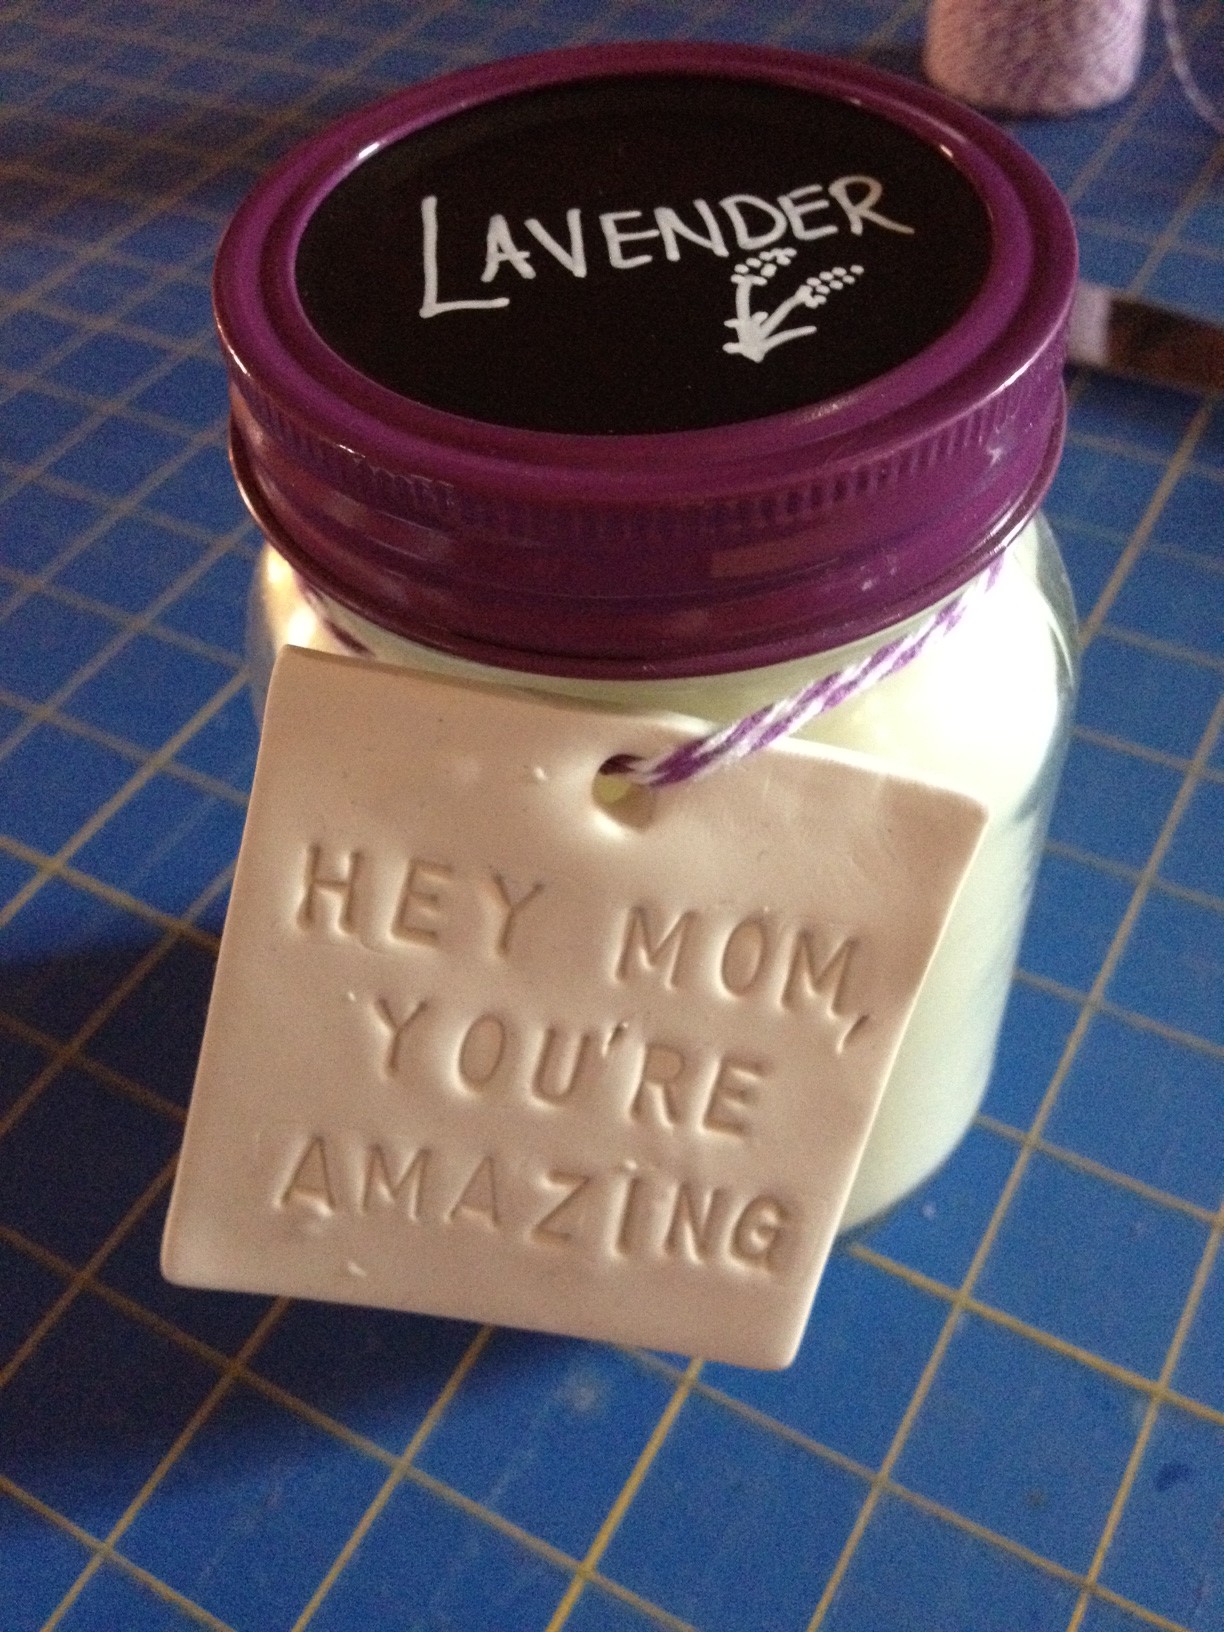 LAVENDER
HEY MOM,
YOU'RE
AMAZING